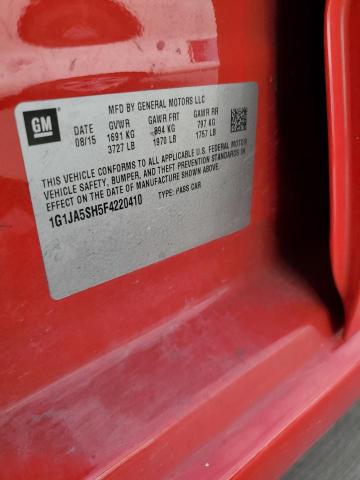 GM
MFD BY GENERAL MOTORS LLC
DATE GVWR GAWR FRT GAWR RR
08/15 1691 KG 894 KG 797 KG
3727 LB 1970 LB 1757 LB
THIS VEHICLE CONFORMS TO ALL APPLICABLE U.S. FEDERAL MOTOR
VEHICLE SAFETY, BUMPER, AND THEFT PREVENTION STANDARDS IN
EFFECT ON THE DATE OF MANUFACTURE SHOWN ABOVE.
1G1JA5SH5F4220410 TYPE: PASS CAR